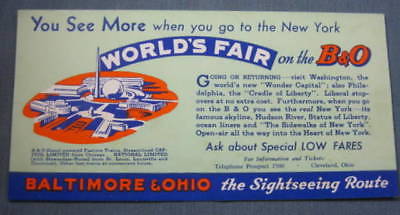 You See More when you go to the New York
WORLD'S FAIR on the B&O
GOING OR RETURNING—visit Washington, the
world's new "Wonder Capital"; also Phila-
delphia, the "Cradle of Liberty". Liberal stop-
overs at no extra cost. Furthermore, when you
go on the B & O you see the real New York—its
famous skyline, Hudson River, Statue of Liberty,
ocean liners and "The Sidewalks of New York".
Open-air all the way into the Heart of New York.
Ask about Special LOW FARES
For Information and Tickets:
Telephone Prospect 1700 - Cleveland, Ohio
BALTIMORE & OHIO the Sightseeing Route